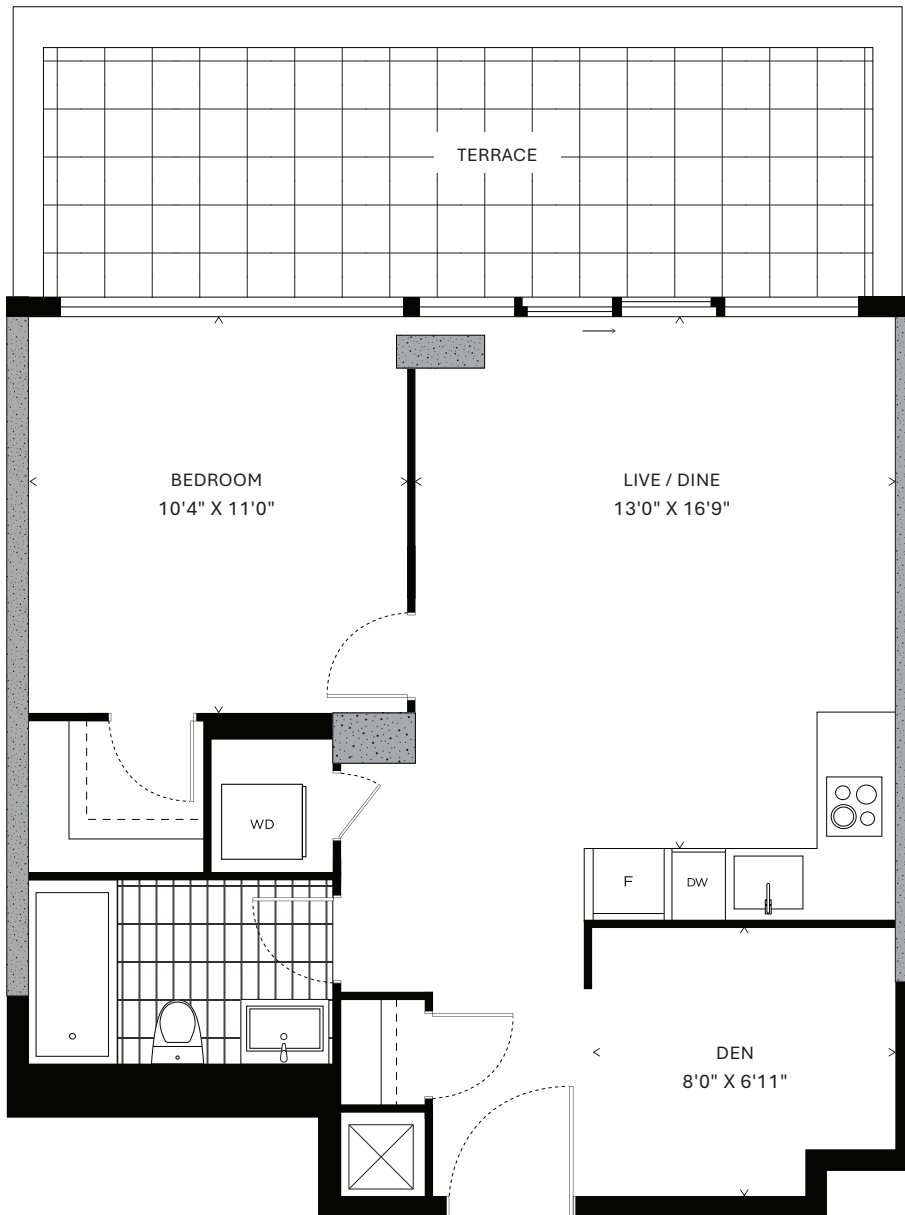 TERRACE
BEDROOM
10'4" X 11'0"
LIVE / DINE
13'0" X 16'9"
WD
F
DW
DEN
8'0" X 6'11"